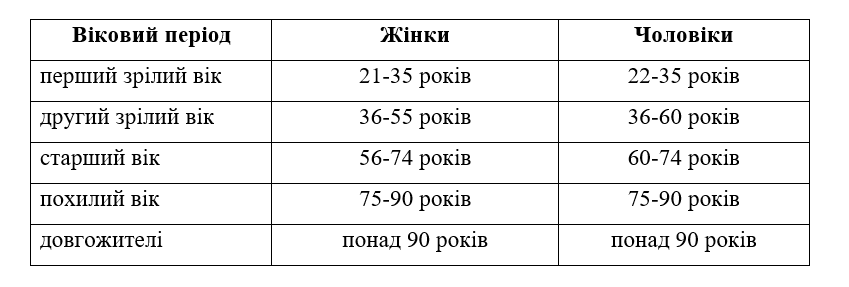 Віковий період Жінки Чоловіки
перший зрілий вік 21-35 років 22-35 років
другий зрілий вік 36-55 років 36-60 років
старший вік 56-74 років 60-74 років
похилий вік 75-90 років 75-90 років
довгожителі понад 90 років понад 90 років